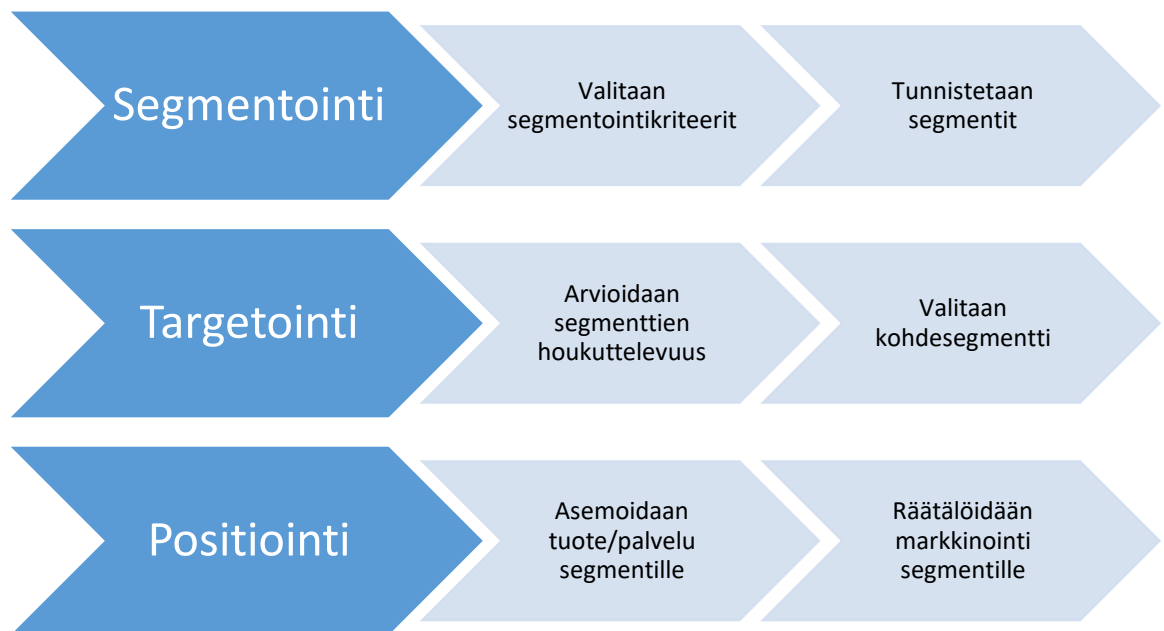 Segmentointi
Valitaan
segmentointikriteerit
Tunnistetaan
segmentit
Targetointi
Arvioidaan
segmenttien
houkuttelevuus
Valitaan
kohdesegmentti
Positiointi
Asemoidaan
tuote/palvelu
segmentille
Räätälöidään
markkinointi
segmentille